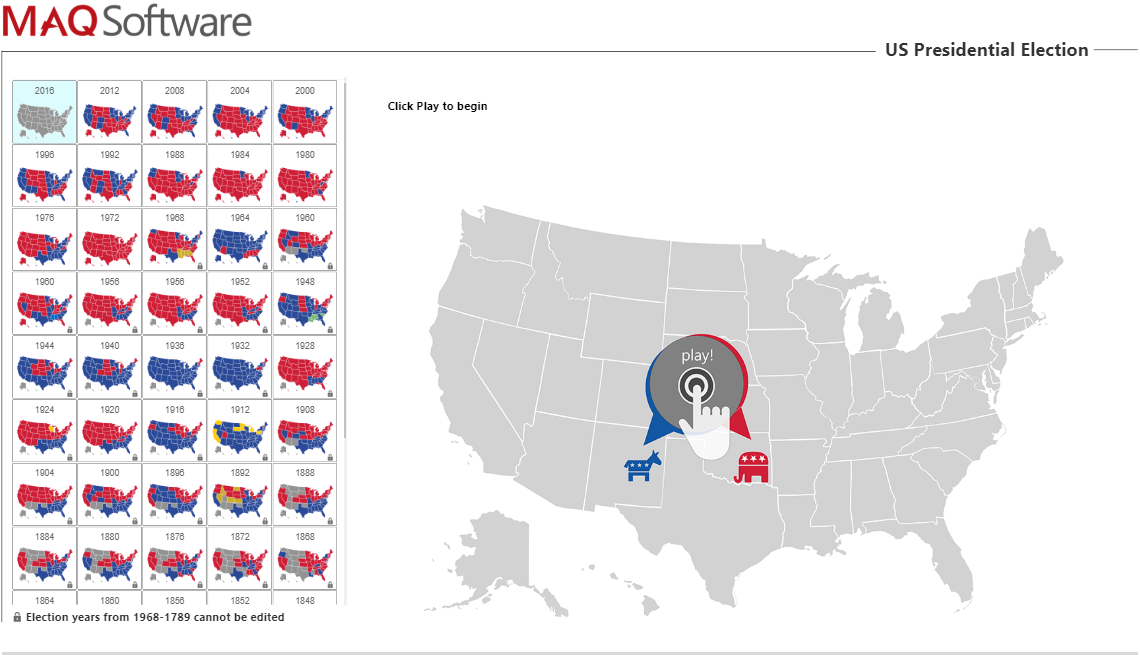 MAQ Software
US Presidential Election
Click Play to begin
2016 2012 2008 2004 2000
1996 1992 1988 1984 1980
1976 1972 1968 1964 1960
1960 1956 1956 1952 1948
1944 1940 1936 1932 1928
1924 1920 1916 1912 1908
1904 1900 1896 1892 1888
1884 1880 1876 1872 1868
1864 1860 1856 1852 1848
Election years from 1968-1789 cannot be edited
play!